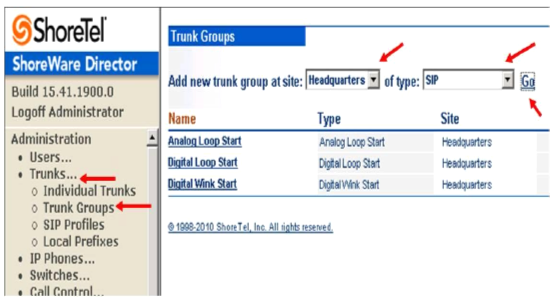 ShoreTel
ShoreWare Director
Build 15.41.1900.0
Logoff Administrator
Administration
Users...
Trunks...
Individual Trunks
Trunk Groups
SIP Profiles
Local Prefixes
IP Phones...
Switches...
Call Control...
Trunk Groups
Add new trunk group at site: Headquarters of type: SIP Go
Name Type Site
Analog Loop Start Analog Loop Start Headquarters
Digital Loop Start Digital Loop Start Headquarters
Digital Wink Start Digital Wink Start Headquarters
© 1998-2010 ShoreTel, Inc. All rights reserved.